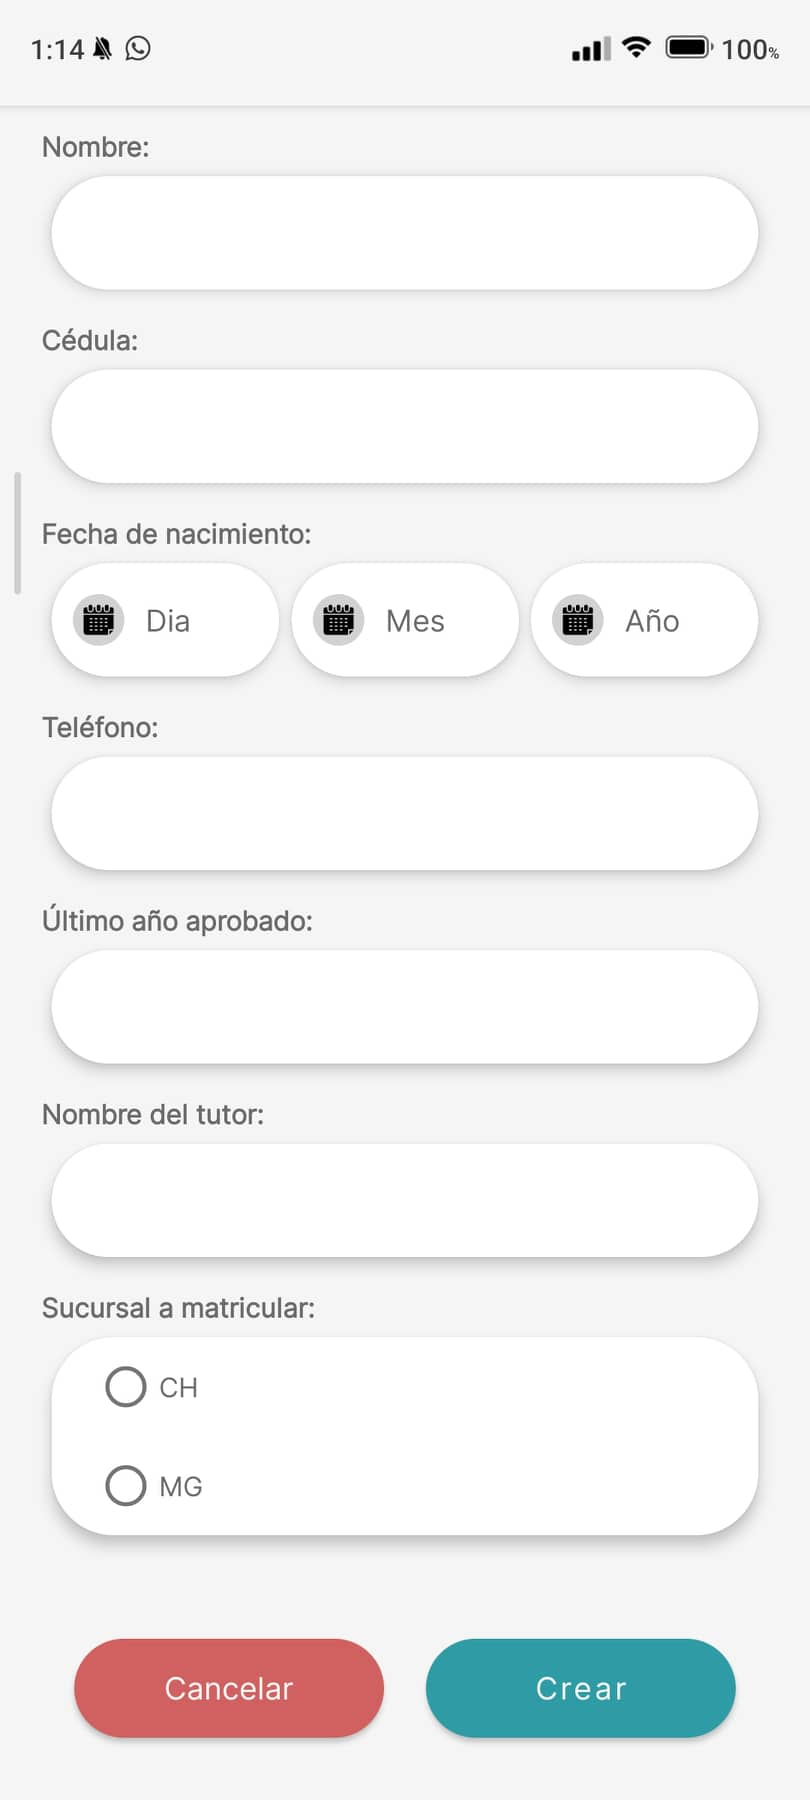 1:14 100%
Nombre:
Cédula:
Fecha de nacimiento:
Dia Mes Año
Teléfono:
Último año aprobado:
Nombre del tutor:
Sucursal a matricular:
CH
MG
Cancelar Crear